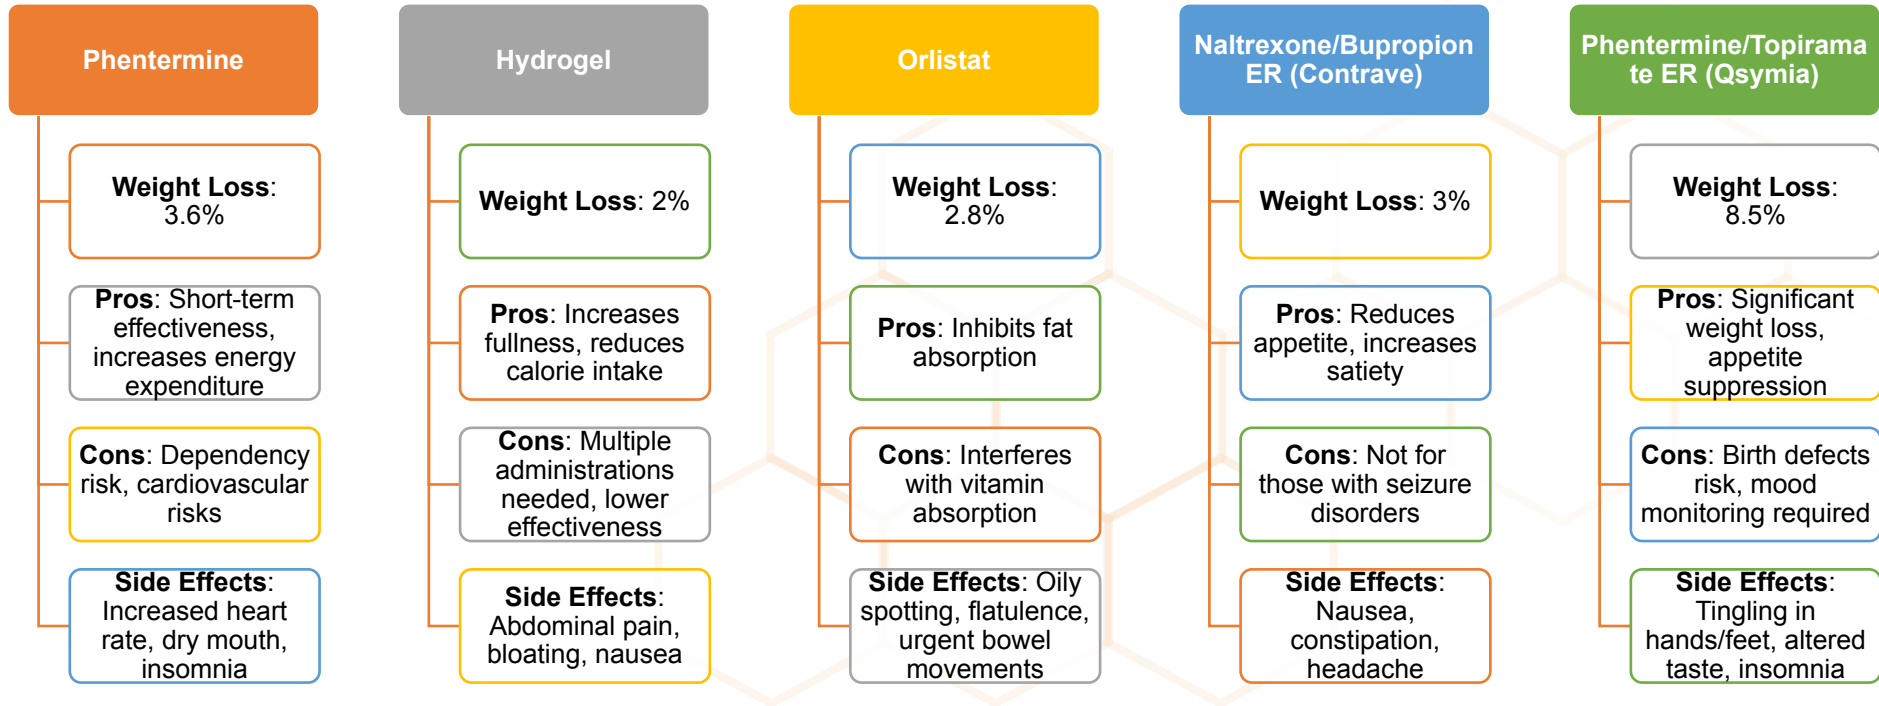 Phentermine
Weight Loss:
3.6%
Pros: Short-term
effectiveness,
increases energy
expenditure
Cons: Dependency
risk, cardiovascular
risks
Side Effects:
Increased heart
rate, dry mouth,
insomnia
Hydrogel
Weight Loss: 2%
Pros: Increases
fullness, reduces
calorie intake
Cons: Multiple
administrations
needed, lower
effectiveness
Side Effects:
Abdominal pain,
bloating, nausea
Orlistat
Weight Loss:
2.8%
Pros: Inhibits fat
absorption
Cons: Interferes
with vitamin
absorption
Side Effects: Oily
spotting, flatulence,
urgent bowel
movements
Naltrexone/Bupropion
ER (Contrave)
Weight Loss: 3%
Pros: Reduces
appetite, increases
satiety
Cons: Not for
those with seizure
disorders
Side Effects:
Nausea,
constipation,
headache
Phentermine/Topirama
te ER (Qsymia)
Weight Loss:
8.5%
Pros: Significant
weight loss,
appetite
suppression
Cons: Birth defects
risk, mood
monitoring required
Side Effects:
Tingling in
hands/feet, altered
taste, insomnia